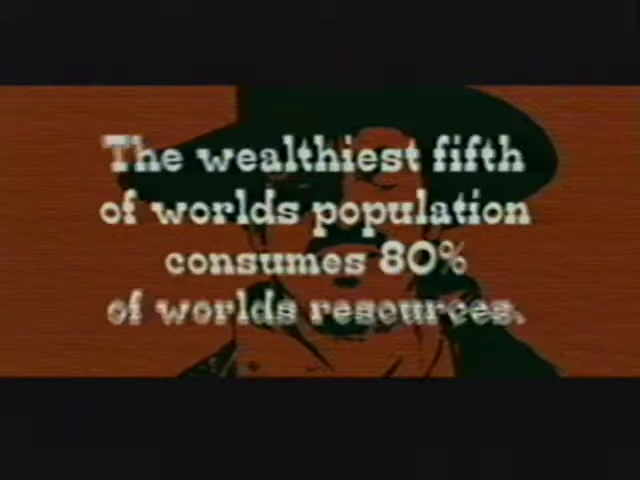 The wealthiest fifth
of worlds population
consumes 80%
of worlds resources.